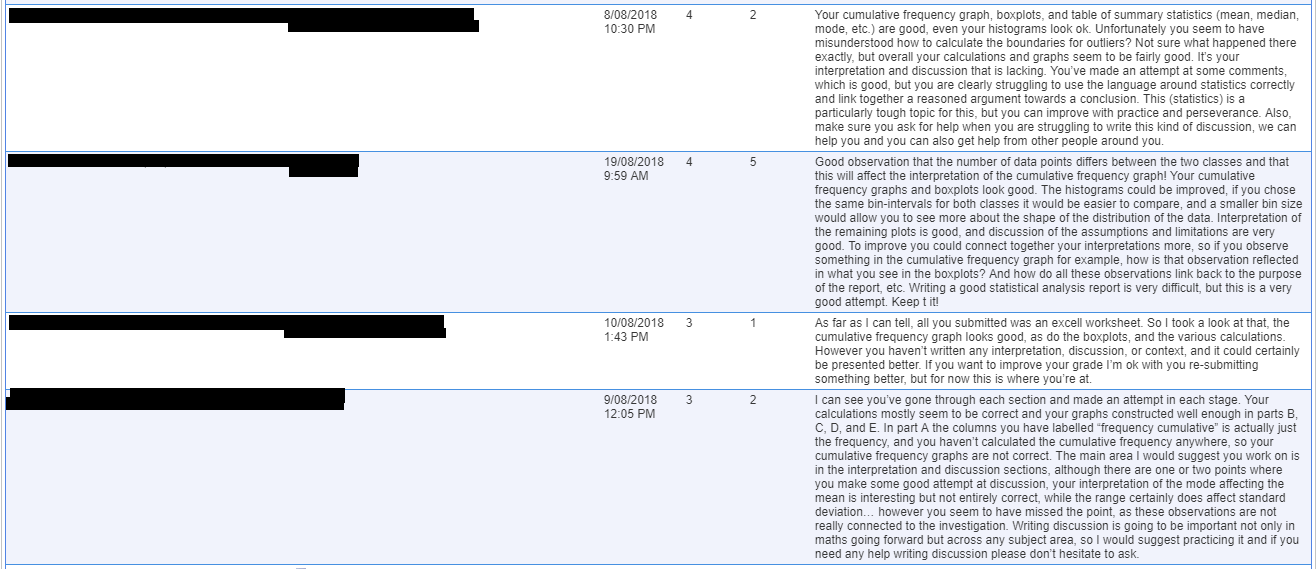 8/08/2018 4 2 Your cumulative frequency graph, boxplots, and table of summary statistics (mean, median,
10:30 PM mode, etc.) are good, even your histograms look ok. Unfortunately you seem to have
misunderstood how to calculate the boundaries for outliers? Not sure what happened there
exactly, but overall your calculations and graphs seem to be fairly good. It's your
interpretation and discussion that is lacking. You've made an attempt at some comments,
which is good, but you are clearly struggling to use the language around statistics correctly
and link together a reasoned argument towards a conclusion. This (statistics) is a
particularly tough topic for this, but you can improve with practice and perseverance. Also,
make sure you ask for help when you are struggling to write this kind of discussion, we can
help you and you can also get help from other people around you.
19/08/2018 4 5 Good observation that the number of data points differs between the two classes and that
9:59 AM this will affect the interpretation of the cumulative frequency graph! Your cumulative
frequency graphs and boxplots look good. The histograms could be improved, if you chose
the same bin-intervals for both classes it would be easier to compare, and a smaller bin size
would allow you to see more about the shape of the distribution of the data. Interpretation of
the remaining plots is good, and discussion of the assumptions and limitations are very
good. To improve you could connect together your interpretations more, so if you observe
something in the cumulative frequency graph for example, how is that observation reflected
in what you see in the boxplots? And how do all these observations link back to the purpose
of the report, etc. Writing a good statistical analysis report is very difficult, but this is a very
good attempt. Keep t it!
10/08/2018 3 1 As far as I can tell, all you submitted was an excell worksheet. So I took a look at that, the
1:43 PM cumulative frequency graph looks good, as do the boxplots, and the various calculations.
However you haven't written any interpretation, discussion, or context, and it could certainly
be presented better. If you want to improve your grade I'm ok with you re-submitting
something better, but for now this is where you're at.
9/08/2018 3 2 I can see you've gone through each section and made an attempt in each stage. Your
12:05 PM calculations mostly seem to be correct and your graphs constructed well enough in parts B,
C, D, and E. In part A the columns you have labelled “frequency cumulative” is actually just
the frequency, and you haven't calculated the cumulative frequency anywhere, so your
cumulative frequency graphs are not correct. The main area I would suggest you work on is
in the interpretation and discussion sections, although there are one or two points where
you make some good attempt at discussion, your interpretation of the mode affecting the
mean is interesting but not entirely correct, while the range certainly does affect standard
deviation… however you seem to have missed the point, as these observations are not
really connected to the investigation. Writing discussion is going to be important not only in
maths going forward but across any subject area, so I would suggest practicing it and if you
need any help writing discussion please don't hesitate to ask.